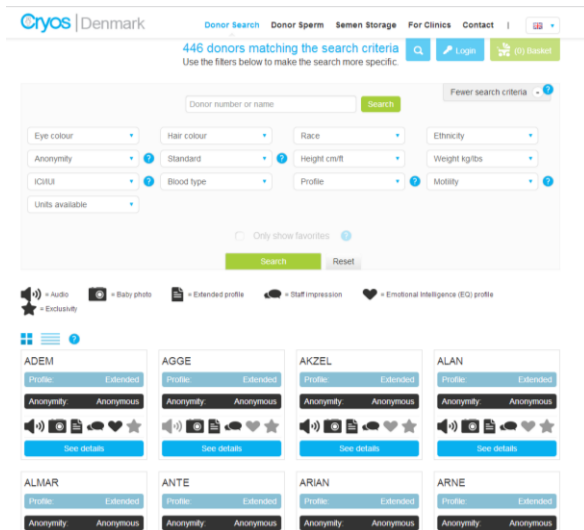 Cryos | Denmark
Donor Search Donor Sperm Semen Storage For Clinics Contact |
446 donors matching the search criteria
Use the filters below to make the search more specific.
Login
(0) Basket
Fewer search criteria - ?
Donor number or name Search
Eye colour Hair colour Race Ethnicity
Anonymity ? Standard ? Height cm/ft Weight kg/lbs
ICI/IUI ? Blood type Profile ? Motility ?
Units available
Only show favorites ?
Search Reset
= Audio = Baby photo = Extended profile = Staff impression = Emotional Intelligence (EQ) profile
= Exclusivity
?
ADEM AGGE AKZEL ALAN
Profile: Extended Profile: Extended Profile: Extended Profile: Extended
Anonymity: Anonymous Anonymity: Anonymous Anonymity: Anonymous Anonymity: Anonymous
See details See details See details See details
ALMAR ANTE ARIAN ARNE
Profile: Extended Profile: Extended Profile: Extended Profile: Extended
Anonymity: Anonymous Anonymity: Anonymous Anonymity: Anonymous Anonymity: Anonymous